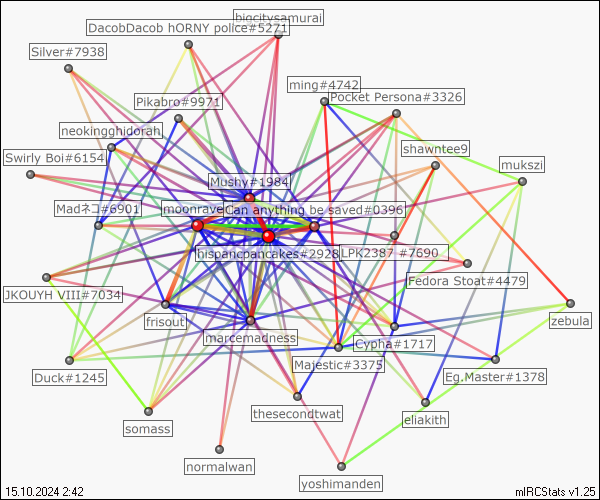 bigcitysamurai
DacobDacob hORNY police#5271
Silver#7938
ming#4742
Pocket Persona#3326
Pikabro#9971
neokingghidorah
shawntee9
Swirly Boi#6154
mukszi
Mushy#1984
Madネコ#6901
moonrave
Can anything be saved#0396
hispancpancakes#2928
LPK2387 #7690
Fedora Stoat#4479
JKOUYH VIII#7034
frisout
zebula
marcemadness
Cypha#1717
Majestic#3375
Duck#1245
Eg.Master#1378
thesecondtwat
eliakith
somass
normalwan
yoshimanden
15.10.2024 2:42
mIRCStats v1.25